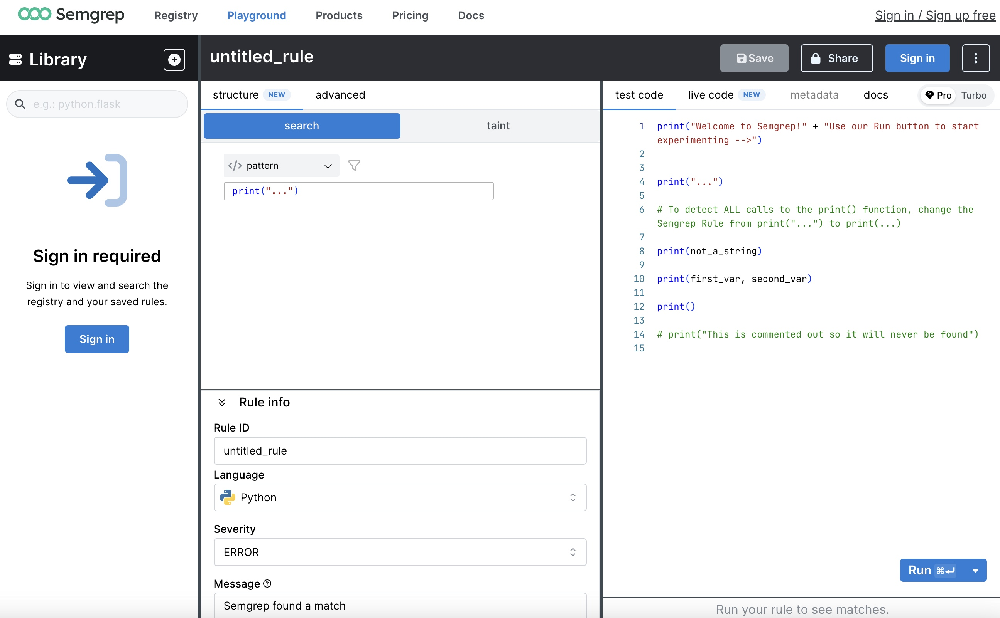 Semgrep
Registry
Playground
Products
Pricing
Docs
Sign in / Sign up free
Library
untitled_rule
Save
Share
Sign in
e.g.: python.flask
Sign in required
Sign in to view and search the
registry and your saved rules.
Sign in
structure NEW
advanced
search
taint
</> pattern
print("...")
Rule info
Rule ID
untitled_rule
Language
Python
Severity
ERROR
Message ?
Semgrep found a match
test code
live code NEW
metadata
docs
Pro
Turbo
1 print("Welcome to Semgrep!" + "Use our Run button to start
experimenting -->")
2
3
4 print("...")
5
6 # To detect ALL calls to the print() function, change the
Semgrep Rule from print("...") to print(...)
7
8 print(not_a_string)
9
10 print(first_var, second_var)
11
12 print()
13
14 # print("This is commented out so it will never be found")
15
Run ⌘↵
Run your rule to see matches.